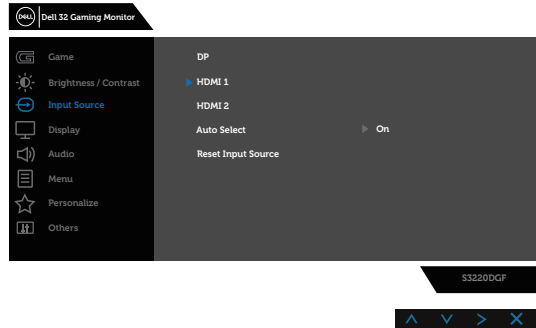 DELL Dell 32 Gaming Monitor
Game
Brightness / Contrast
Input Source
Display
Audio
Menu
Personalize
Others
DP
HDMI 1
HDMI 2
Auto Select On
Reset Input Source
S3220DGF